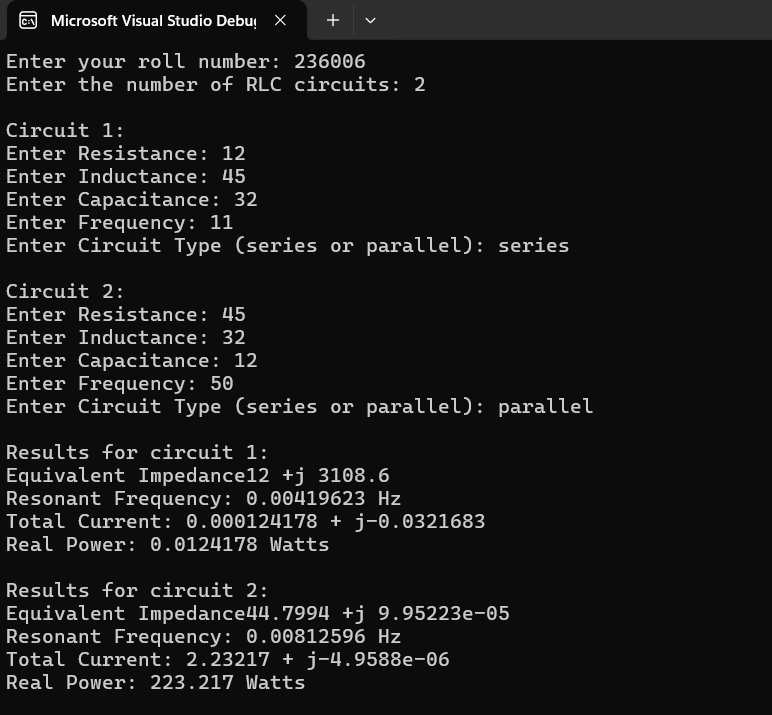 Microsoft Visual Studio Debug
Enter your roll number: 236006
Enter the number of RLC circuits: 2
Circuit 1:
Enter Resistance: 12
Enter Inductance: 45
Enter Capacitance: 32
Enter Frequency: 11
Enter Circuit Type (series or parallel): series
Circuit 2:
Enter Resistance: 45
Enter Inductance: 32
Enter Capacitance: 12
Enter Frequency: 50
Enter Circuit Type (series or parallel): parallel
Results for circuit 1:
Equivalent Impedance12 +j 3108.6
Resonant Frequency: 0.00419623 Hz
Total Current: 0.000124178 + j-0.0321683
Real Power: 0.0124178 Watts
Results for circuit 2:
Equivalent Impedance44.7994 +j 9.95223e-05
Resonant Frequency: 0.00812596 Hz
Total Current: 2.23217 + j-4.9588e-06
Real Power: 223.217 Watts